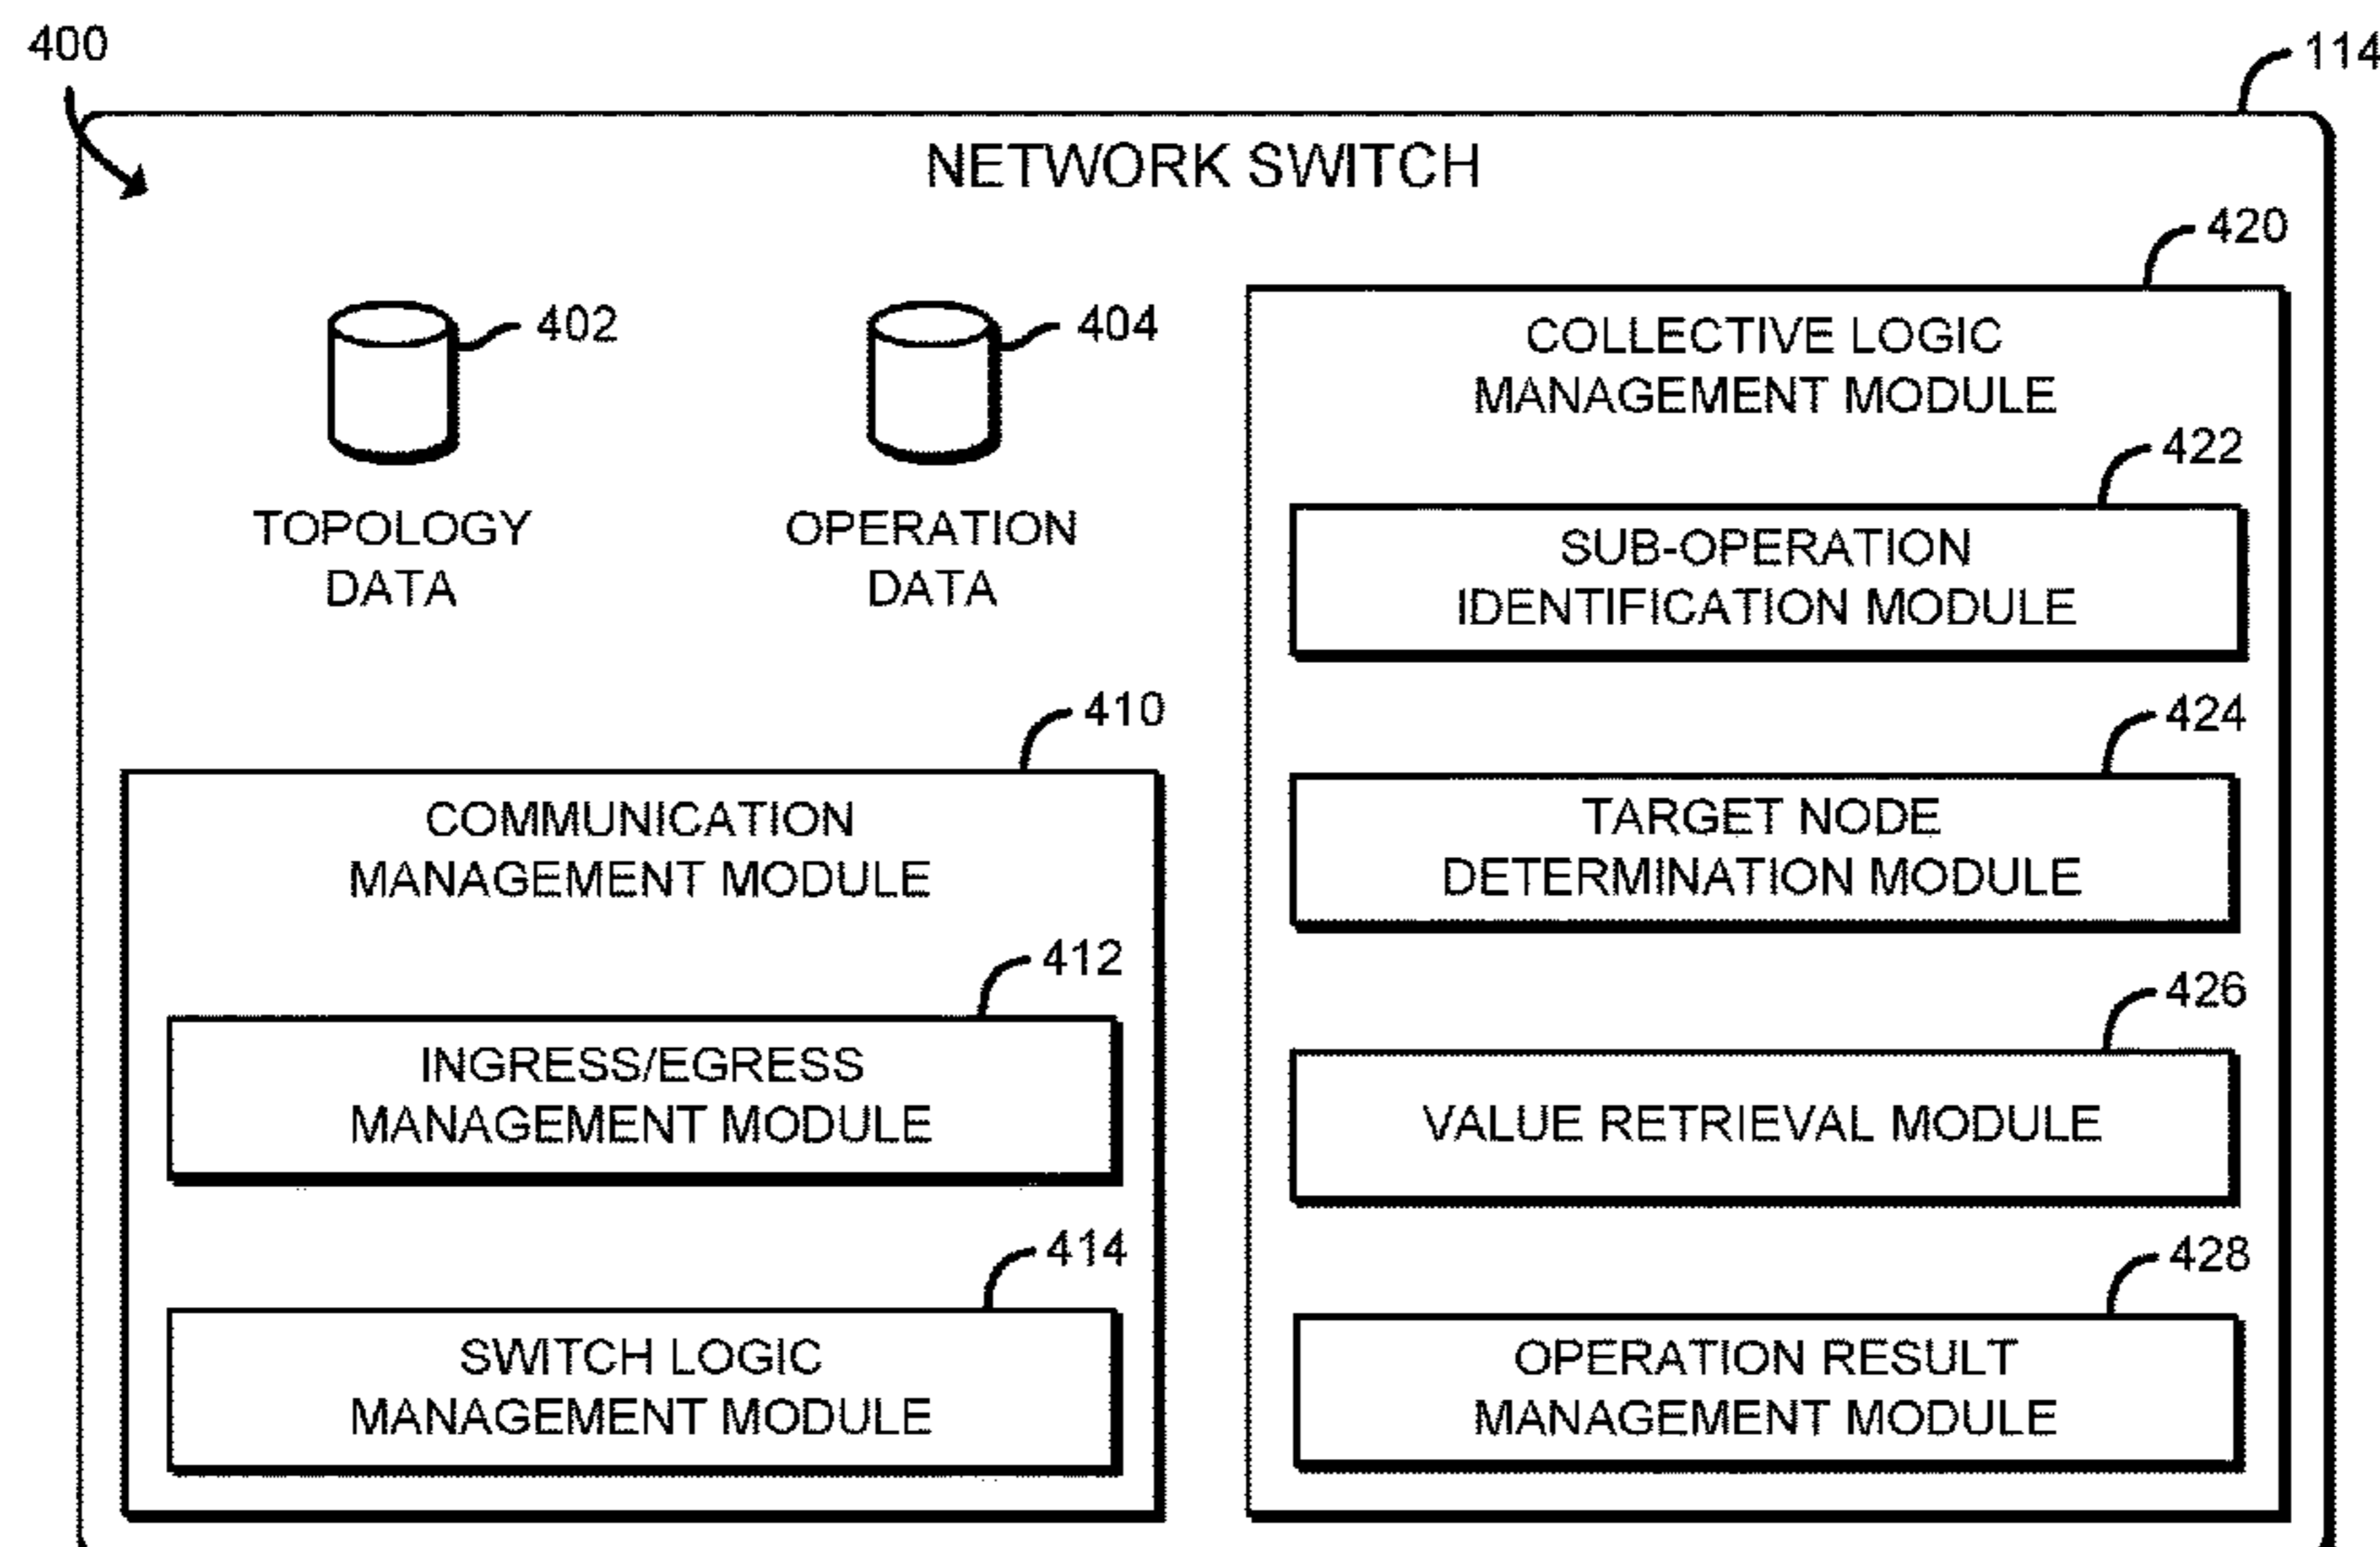 400
114
NETWORK SWITCH
402
404
TOPOLOGY
DATA
OPERATION
DATA
410
COMMUNICATION
MANAGEMENT MODULE
412
INGRESS/EGRESS
MANAGEMENT MODULE
414
SWITCH LOGIC
MANAGEMENT MODULE
420
COLLECTIVE LOGIC
MANAGEMENT MODULE
422
SUB-OPERATION
IDENTIFICATION MODULE
424
TARGET NODE
DETERMINATION MODULE
426
VALUE RETRIEVAL MODULE
428
OPERATION RESULT
MANAGEMENT MODULE